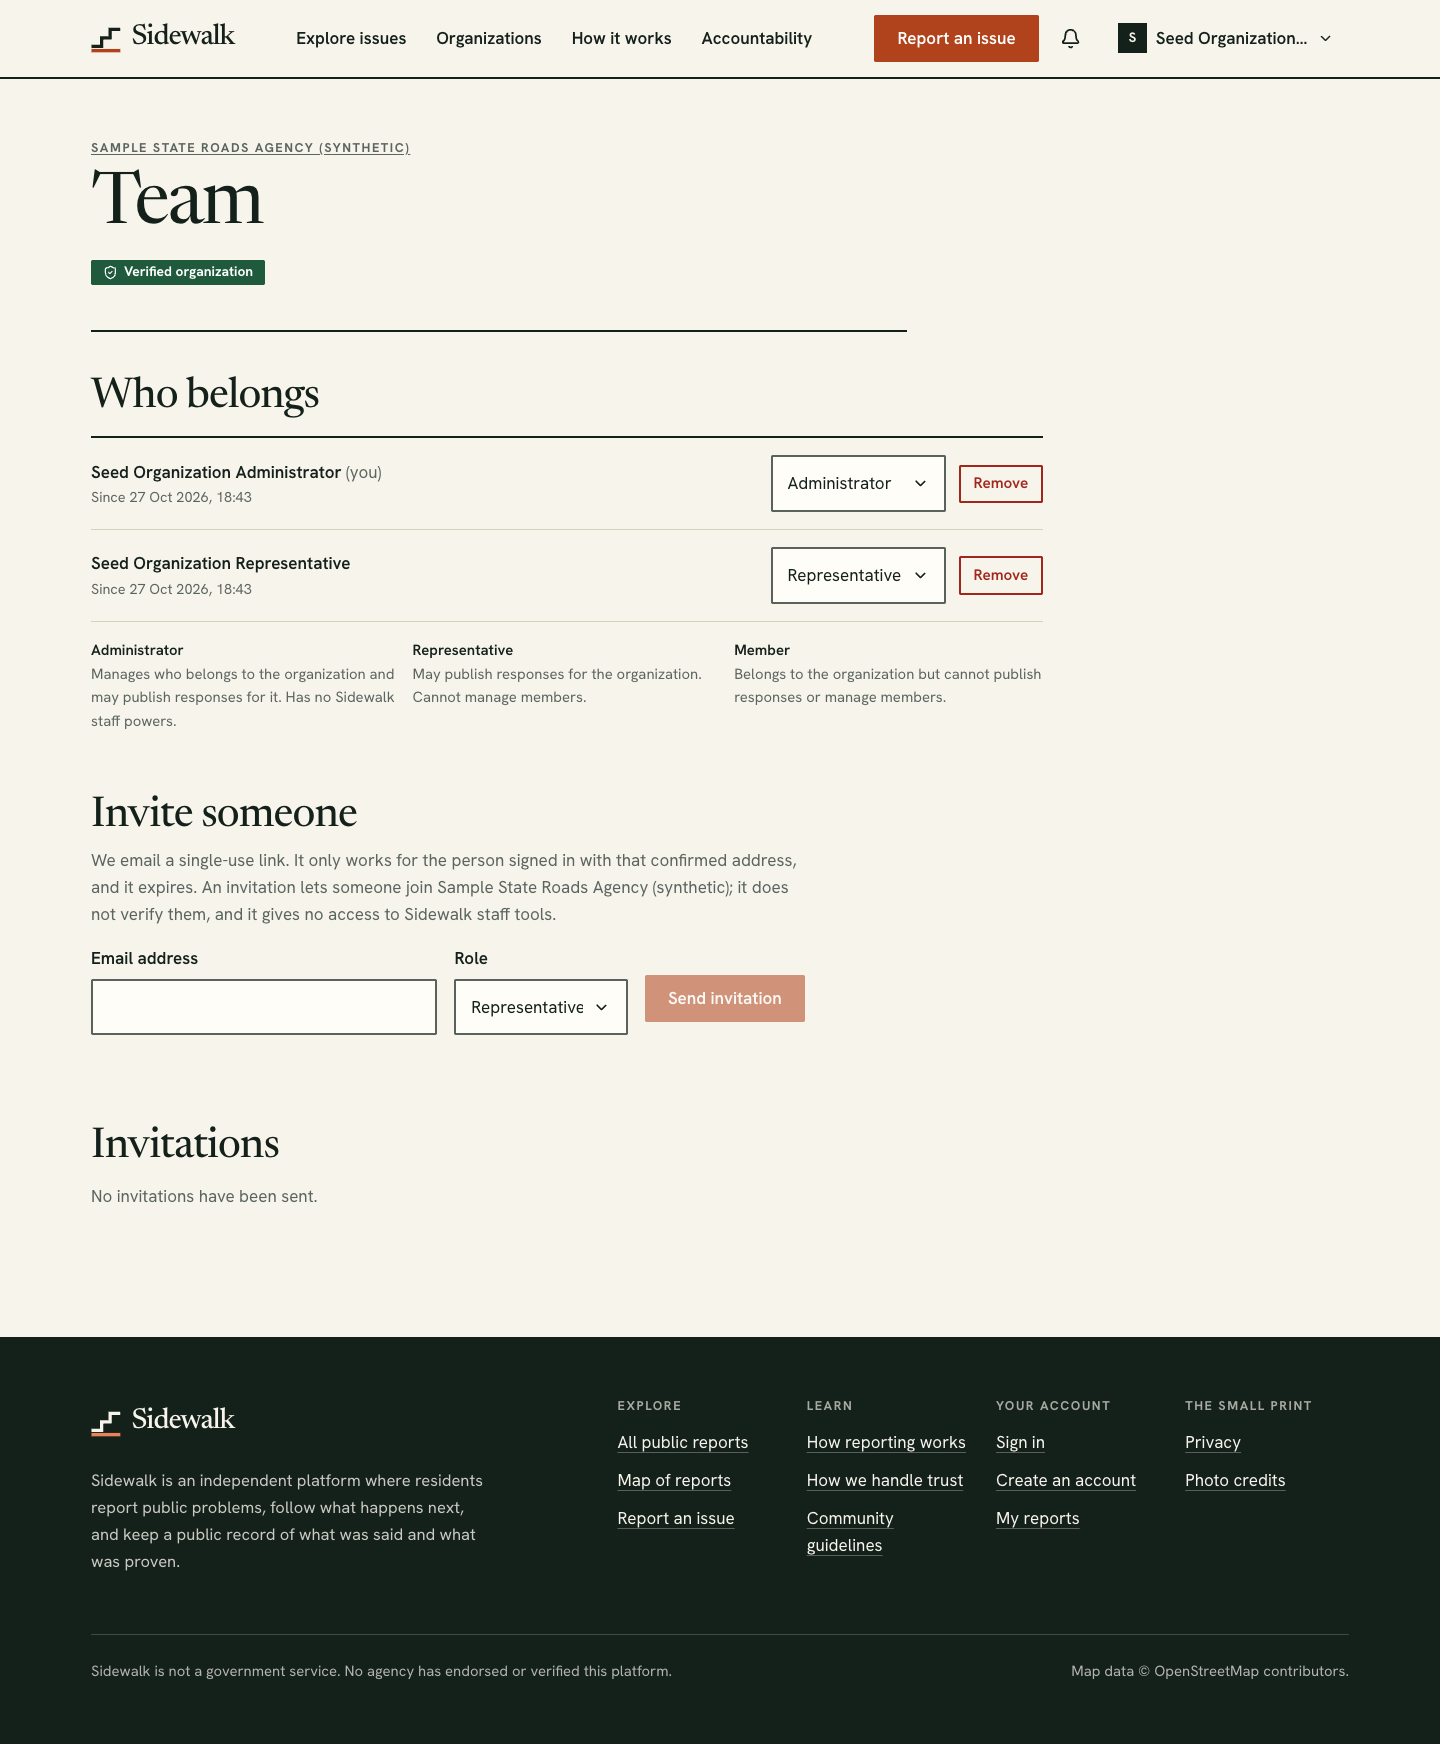 Sidewalk
Explore issues
Organizations
How it works
Accountability
Report an issue
S
Seed Organization...
SAMPLE STATE ROADS AGENCY (SYNTHETIC)
Team
Verified organization
Who belongs
Seed Organization Administrator (you)
Since 27 Oct 2026, 18:43
Administrator
Remove
Seed Organization Representative
Since 27 Oct 2026, 18:43
Representative
Remove
Administrator
Manages who belongs to the organization and
may publish responses for it. Has no Sidewalk
staff powers.
Representative
May publish responses for the organization.
Cannot manage members.
Member
Belongs to the organization but cannot publish
responses or manage members.
Invite someone
We email a single-use link. It only works for the person signed in with that confirmed address,
and it expires. An invitation lets someone join Sample State Roads Agency (synthetic); it does
not verify them, and it gives no access to Sidewalk staff tools.
Email address
Role
Representative
Send invitation
Invitations
No invitations have been sent.
Sidewalk
Sidewalk is an independent platform where residents
report public problems, follow what happens next,
and keep a public record of what was said and what
was proven.
EXPLORE
All public reports
Map of reports
Report an issue
LEARN
How reporting works
How we handle trust
Community
guidelines
YOUR ACCOUNT
Sign in
Create an account
My reports
THE SMALL PRINT
Privacy
Photo credits
Sidewalk is not a government service. No agency has endorsed or verified this platform.
Map data © OpenStreetMap contributors.